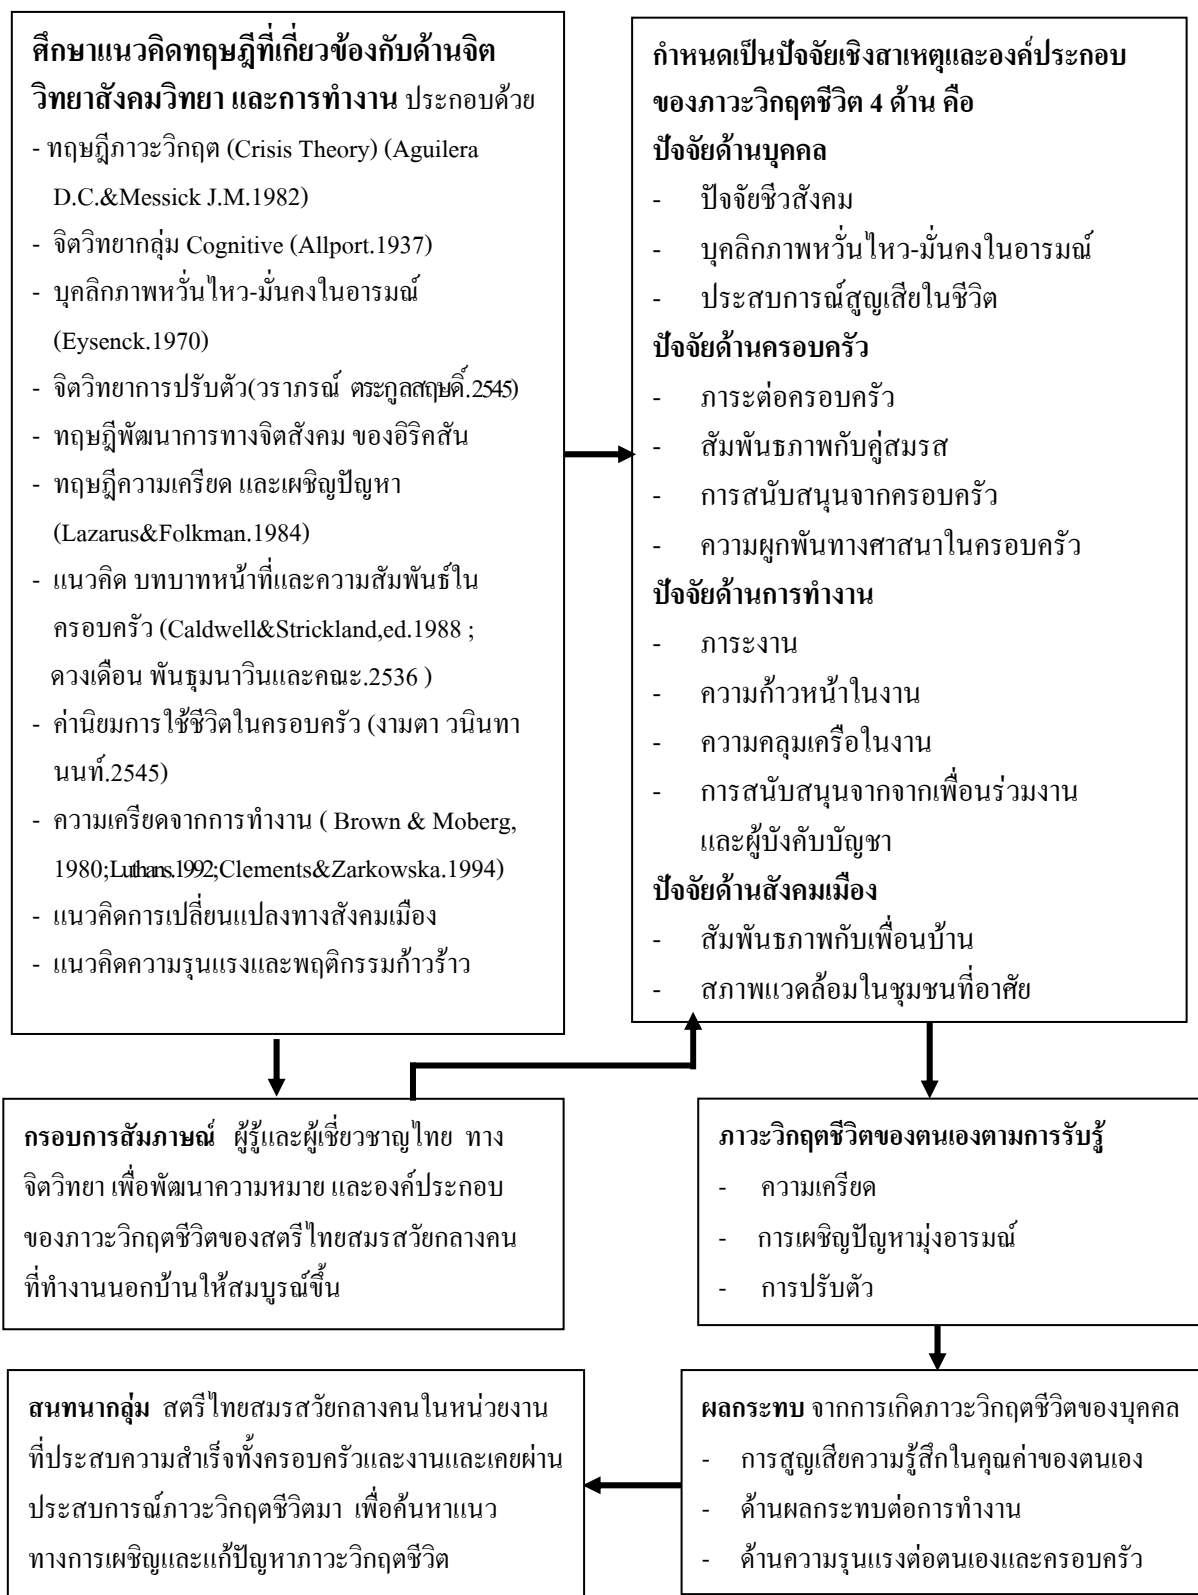 ศึกษาแนวคิดทฤษฎีที่เกี่ยวข้องกับด้านจิต
วิทยาสังคมวิทยา และการทำงาน ประกอบด้วย
- ทฤษฎีภาวะวิกฤต (Crisis Theory) (Aguilera
D.C.&Messick J.M.1982)
- จิตวิทยากลุ่ม Cognitive (Allport.1937)
- บุคลิกภาพหวั่นไหว-มั่นคงในอารมณ์
(Eysenck.1970)
- จิตวิทยาการปรับตัว(วราภรณ์ ตระกูลสฤษดิ์.2545)
- ทฤษฎีพัฒนาการทางจิตสังคม ของอิริคสัน
- ทฤษฎีความเครียด และเผชิญปัญหา
(Lazarus&Folkman.1984)
- แนวคิด บทบาทหน้าที่และความสัมพันธ์ใน
ครอบครัว (Caldwell&Strickland,ed.1988 ;
ดวงเดือน พันธุมนาวินและคณะ.2536 )
- ค่านิยมการใช้ชีวิตในครอบครัว (งามตา วนินทา
นนท์.2545)
- ความเครียดจากการทำงาน ( Brown & Moberg,
1980;Luthans.1992;Clements&Zarkowska.1994)
- แนวคิดการเปลี่ยนแปลงทางสังคมเมือง
- แนวคิดความรุนแรงและพฤติกรรมก้าวร้าว
กำหนดเป็นปัจจัยเชิงสาเหตุและองค์ประกอบ
ของภาวะวิกฤตชีวิต 4 ด้าน คือ
ปัจจัยด้านบุคคล
- ปัจจัยชีวสังคม
- บุคลิกภาพหวั่นไหว-มั่นคงในอารมณ์
- ประสบการณ์สูญเสียในชีวิต
ปัจจัยด้านครอบครัว
- ภาระต่อครอบครัว
- สัมพันธภาพกับคู่สมรส
- การสนับสนุนจากครอบครัว
- ความผูกพันทางศาสนาในครอบครัว
ปัจจัยด้านการทำงาน
- ภาระงาน
- ความก้าวหน้าในงาน
- ความคลุมเครือในงาน
- การสนับสนุนจากจากเพื่อนร่วมงาน
และผู้บังคับบัญชา
ปัจจัยด้านสังคมเมือง
- สัมพันธภาพกับเพื่อนบ้าน
- สภาพแวดล้อมในชุมชนที่อาศัย
กรอบการสัมภาษณ์ ผู้รู้และผู้เชี่ยวชาญไทย ทาง
จิตวิทยา เพื่อพัฒนาความหมาย และองค์ประกอบ
ของภาวะวิกฤตชีวิตของสตรีไทยสมรสวัยกลางคน
ที่ทำงานนอกบ้านให้สมบูรณ์ขึ้น
ภาวะวิกฤตชีวิตของตนเองตามการรับรู้
- ความเครียด
- การเผชิญปัญหามุ่งอารมณ์
- การปรับตัว
สนทนากลุ่ม สตรีไทยสมรสวัยกลางคนในหน่วยงาน
ที่ประสบความสำเร็จทั้งครอบครัวและงานและเคยผ่าน
ประสบการณ์ภาวะวิกฤตชีวิตมา เพื่อค้นหาแนว
ทางการเผชิญและแก้ปัญหาภาวะวิกฤตชีวิต
ผลกระทบ จากการเกิดภาวะวิกฤตชีวิตของบุคคล
- การสูญเสียความรู้สึกในคุณค่าของตนเอง
- ด้านผลกระทบต่อการทำงาน
- ด้านความรุนแรงต่อตนเองและครอบครัว